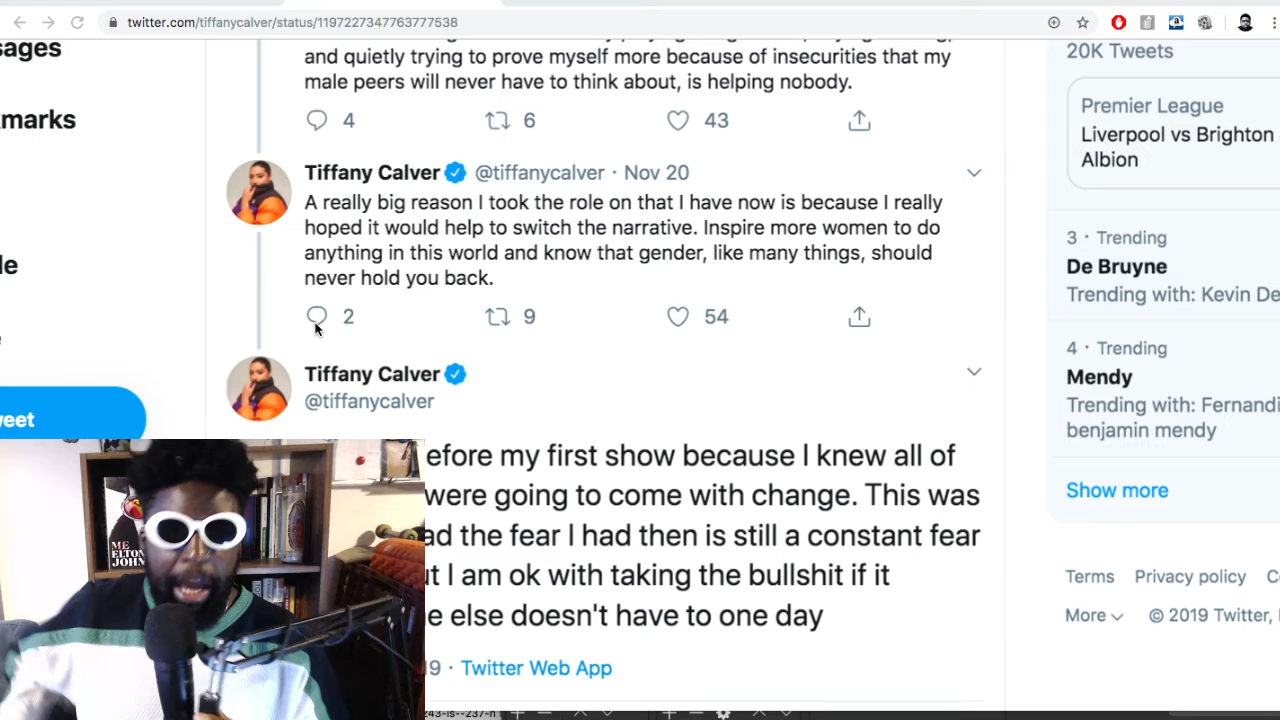 twitter.com/tiffanycalver/status/1197227347763777538
sages
marks
le
weet
and quietly trying to prove myself more because of insecurities that my
male peers will never have to think about, is helping nobody.
4 6 43
Tiffany Calver @tiffanycalver · Nov 20
A really big reason I took the role on that I have now is because I really
hoped it would help to switch the narrative. Inspire more women to do
anything in this world and know that gender, like many things, should
never hold you back.
2 9 54
Tiffany Calver
@tiffanycalver
efore my first show because I knew all of
were going to come with change. This was
ad the fear I had then is still a constant fear
ut I am ok with taking the bullshit if it
e else doesn't have to one day
19 · Twitter Web App
20K Tweets
Premier League
Liverpool vs Brighton
Albion
3 · Trending
De Bruyne
Trending with: Kevin De
4 · Trending
Mendy
Trending with: Fernandi
benjamin mendy
Show more
Terms Privacy policy C
More © 2019 Twitter,
ME
ELTON
JOHN